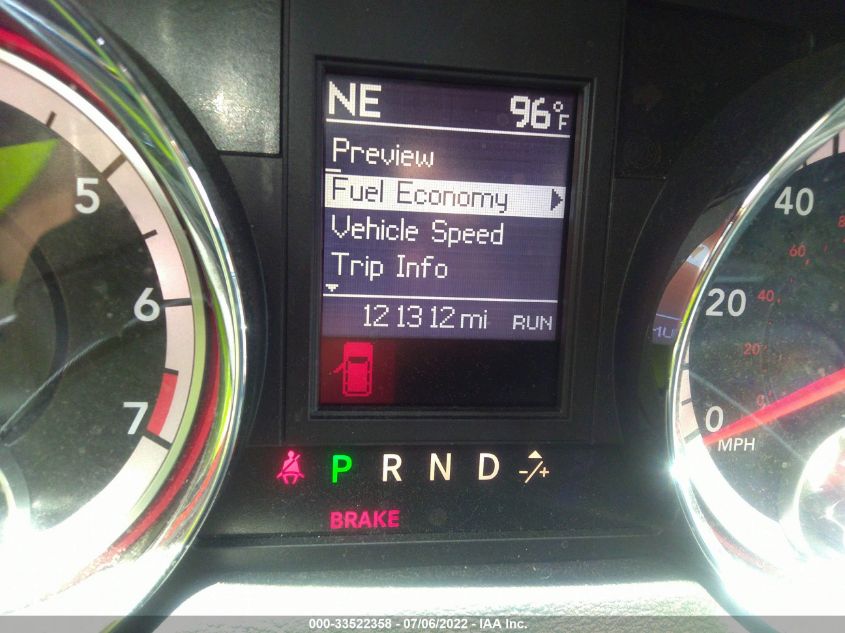 NE 96°F
Preview
Fuel Economy
Vehicle Speed
Trip Info
121312 mi RUN
5
6
7
40
20
0
MPH
60
40
20
P R N D -/+
BRAKE
000-33522358 - 07/06/2022 - IAA Inc.